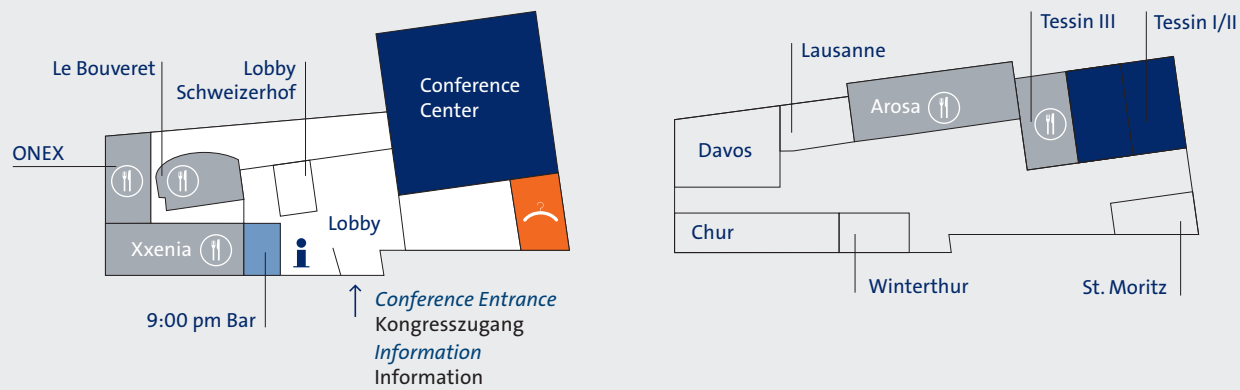 Le Bouveret
Lobby
Schweizerhof
Conference
Center
ONEX
Xxenia
Lobby
9:00 pm Bar
Conference Entrance
Kongresszugang
Information
Information
Tessin III
Tessin I/II
Lausanne
Arosa
Davos
Chur
Winterthur
St. Moritz